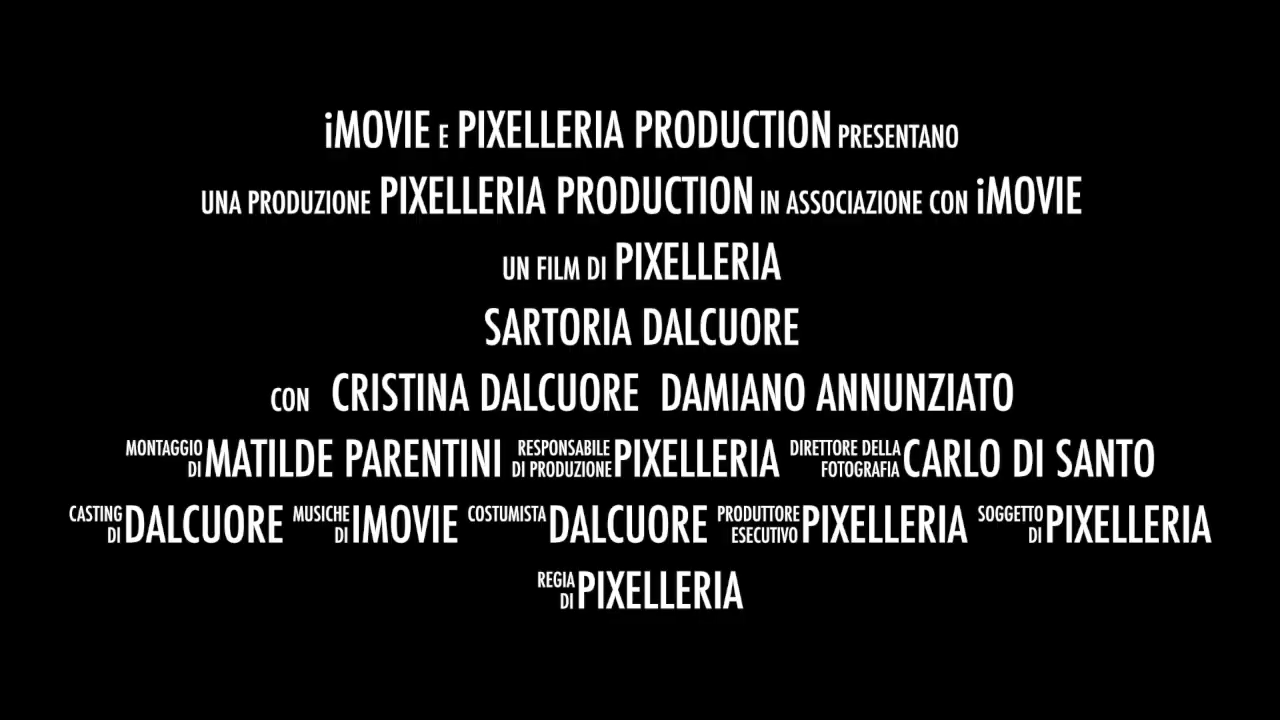 iMOVIE E PIXELLERIA PRODUCTION PRESENTANO
UNA PRODUZIONE PIXELLERIA PRODUCTION IN ASSOCIAZIONE CON iMOVIE
UN FILM DI PIXELLERIA
SARTORIA DALCUORE
CON CRISTINA DALCUORE DAMIANO ANNUNZIATO
MONTAGGIO DI MATILDE PARENTINI RESPONSABILE DI PRODUZIONE PIXELLERIA DIRETTORE DELLA FOTOGRAFIA CARLO DI SANTO
CASTING DI DALCUORE MUSICHE DI IMOVIE COSTUMISTA DALCUORE PRODUTTORE ESECUTIVO PIXELLERIA SOGGETTO DI PIXELLERIA
REGIA DI PIXELLERIA